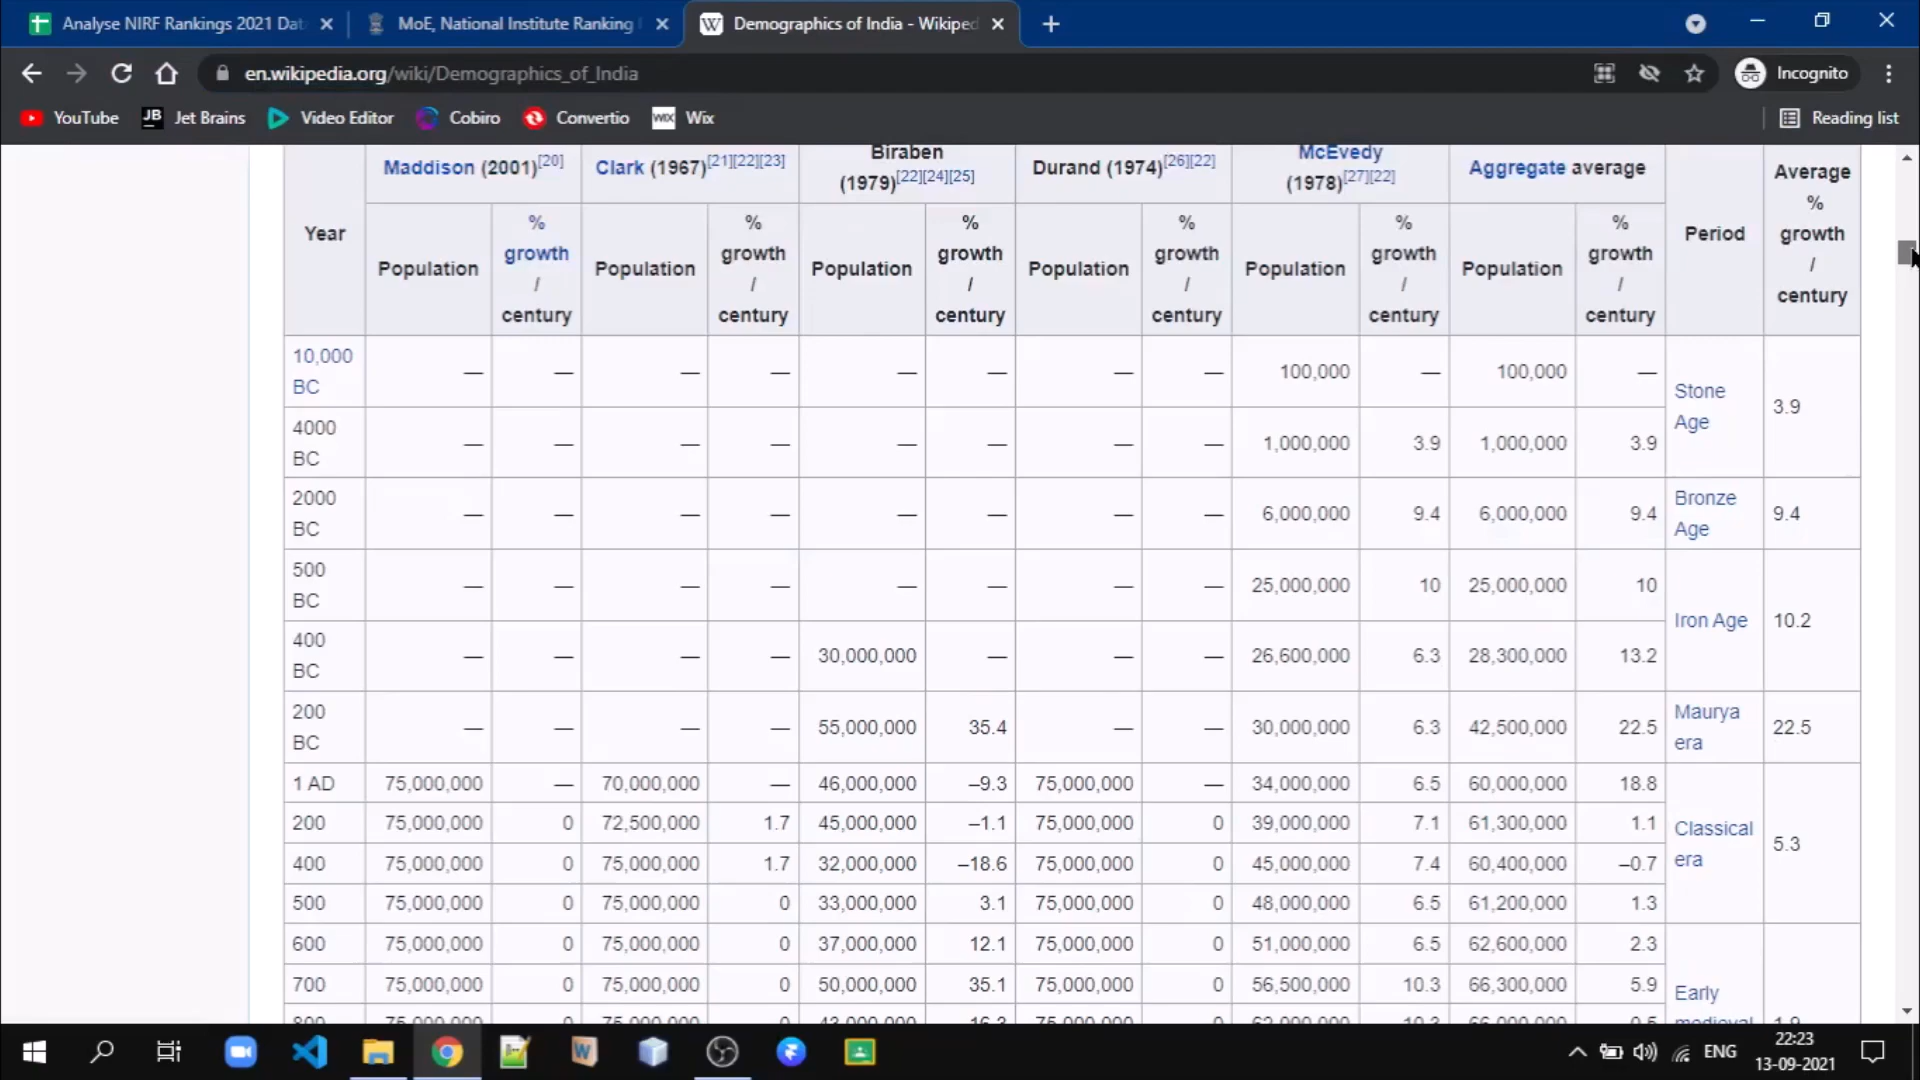 Analyse NIRF Rankings 2021 Dat
MoE, National Institute Ranking
Demographics of India - Wikiped
en.wikipedia.org/wiki/Demographics_of_India
Incognito
YouTube
JB Jet Brains
Video Editor
Cobiro
Convertio
WIX Wix
Reading list
Year Maddison (2001)[20] Clark (1967)[21][22][23] Biraben (1979)[22][24][25] Durand (1974)[26][22] McEvedy (1978)[27][22] Aggregate average Period Average % growth / century
Population % growth / century Population % growth / century Population % growth / century Population % growth / century Population % growth / century Population % growth / century
10,000 BC — — — — — — — — 100,000 — 100,000 — Stone Age 3.9
4000 BC — — — — — — — — 1,000,000 3.9 1,000,000 3.9
2000 BC — — — — — — — — 6,000,000 9.4 6,000,000 9.4 Bronze Age 9.4
500 BC — — — — — — — — 25,000,000 10 25,000,000 10 Iron Age 10.2
400 BC — — — — 30,000,000 — — — 26,600,000 6.3 28,300,000 13.2
200 BC — — — — 55,000,000 35.4 — — 30,000,000 6.3 42,500,000 22.5 Maurya era 22.5
1 AD 75,000,000 — 70,000,000 — 46,000,000 –9.3 75,000,000 — 34,000,000 6.5 60,000,000 18.8 Classical era 5.3
200 75,000,000 0 72,500,000 1.7 45,000,000 –1.1 75,000,000 0 39,000,000 7.1 61,300,000 1.1
400 75,000,000 0 75,000,000 1.7 32,000,000 –18.6 75,000,000 0 45,000,000 7.4 60,400,000 –0.7
500 75,000,000 0 75,000,000 0 33,000,000 3.1 75,000,000 0 48,000,000 6.5 61,200,000 1.3
600 75,000,000 0 75,000,000 0 37,000,000 12.1 75,000,000 0 51,000,000 6.5 62,600,000 2.3 Early
700 75,000,000 0 75,000,000 0 50,000,000 35.1 75,000,000 0 56,500,000 10.3 66,300,000 5.9
ENG
22:23
13-09-2021